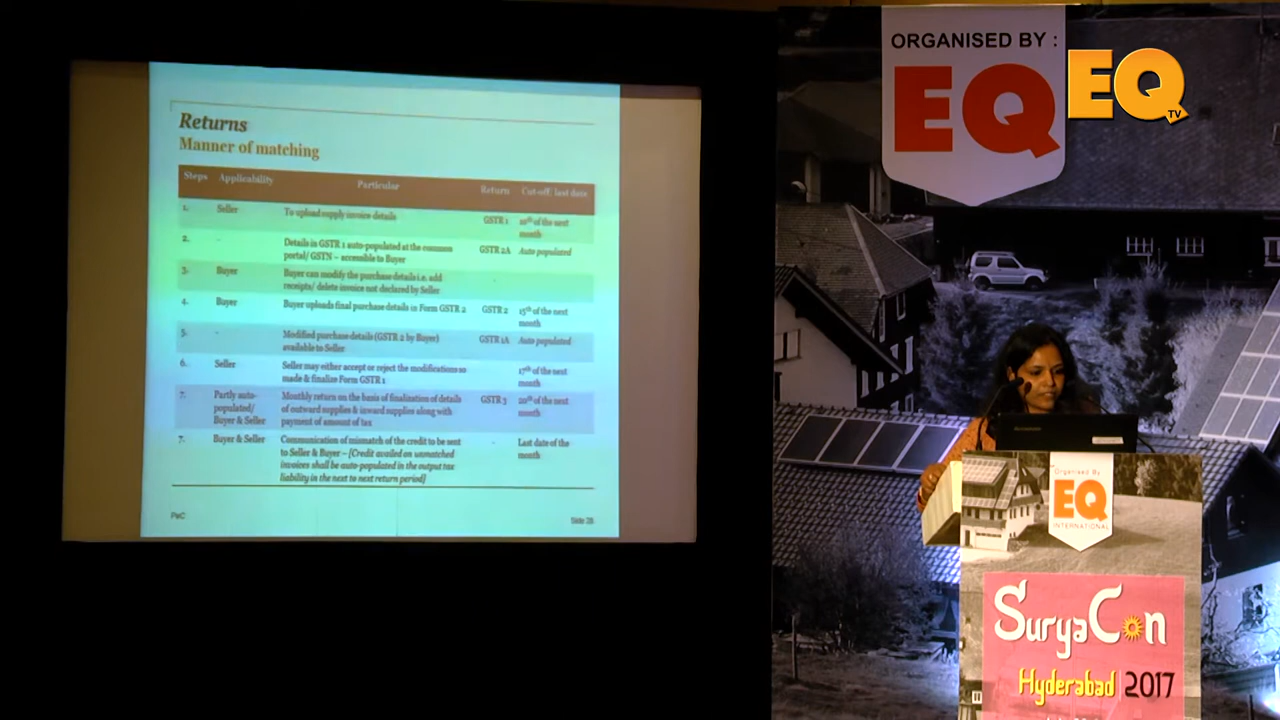 Returns
Manner of matching
Steps Applicability Particular Return Cut-off/last date
1. Seller To upload supply invoice details GSTR 1 10th of the next
month
2. - Details in GSTR 1 auto-populated at the common GSTR 2A Auto populated
portal/ GSTN – accessible to Buyer
3. Buyer Buyer can modify the purchase details i.e. add -
receipts/ delete invoice not declared by Seller
4. Buyer Buyer uploads final purchase details in Form GSTR 2 GSTR 2 15th of the next
month
5. - Modified purchase details (GSTR 2 by Buyer) GSTR 1A Auto populated
available to Seller
6. Seller Seller may either accept or reject the modifications as 17th of the next
made & finalize Form GSTR 1 month
7. Partly auto- Monthly return on the basis of finalization of details GSTR 3 20th of the next
populated/ of outward supplies & inward supplies along with month
Buyer & Seller payment of amount of tax
7. Buyer & Seller Communication of mismatch of the credit to be sent - Last date of the
to Seller & Buyer – [Credit availed on unmatched month
invoices shall be auto-populated in the output tax
liability in the next to next return period]
PwC Side 28
ORGANISED BY :
EQ
EQ
TV
Organised By
EQ
INTERNATIONAL
SuryaCon
Hyderabad 2017